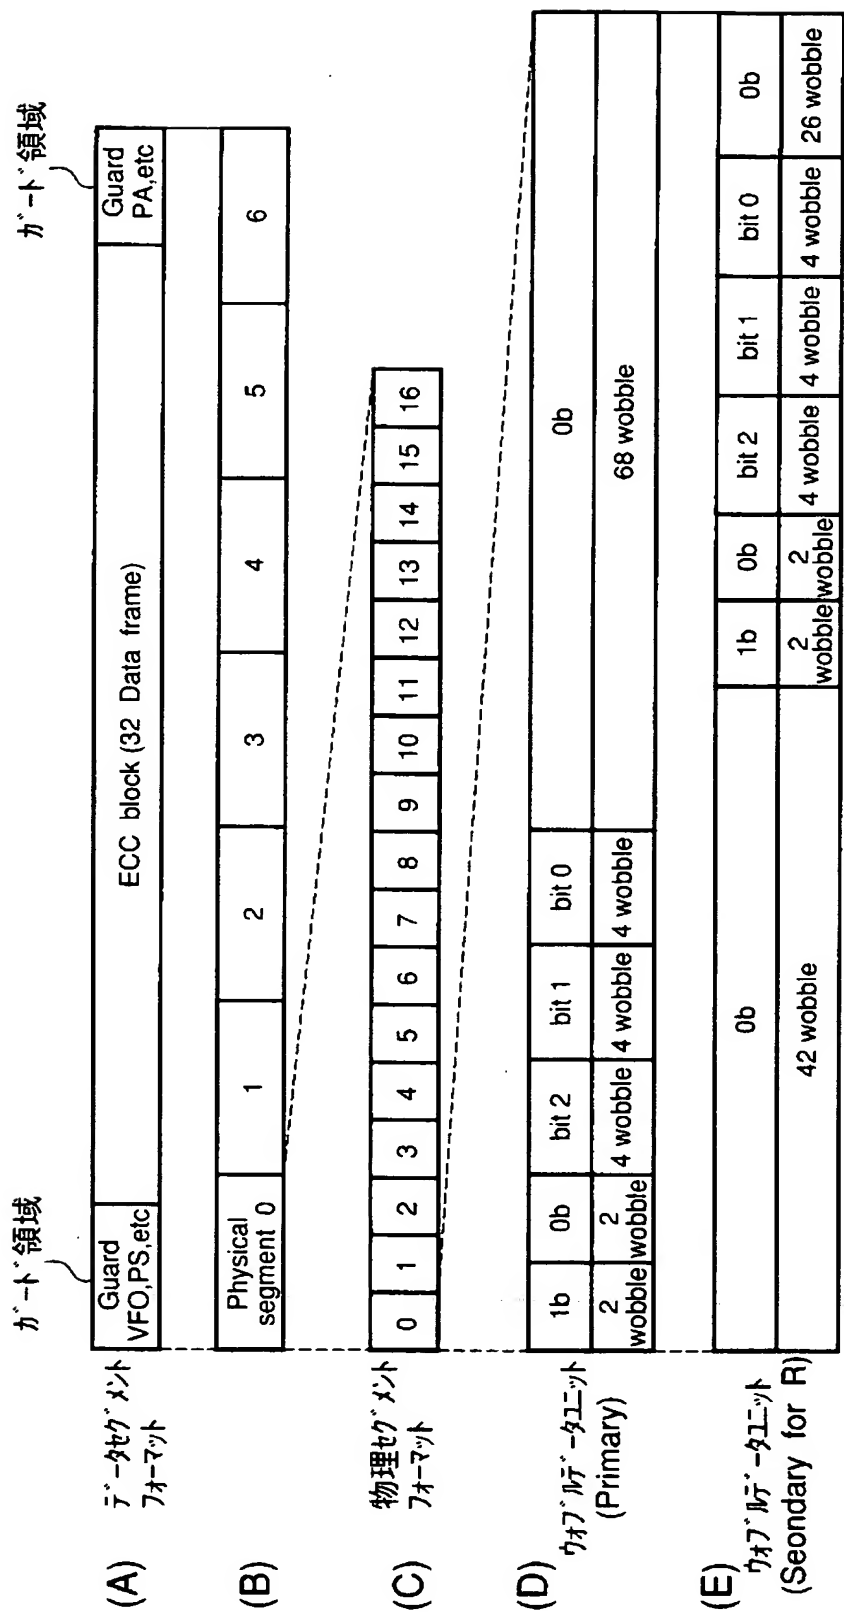 (A)
データセグメント
フォーマット
ガード領域
Guard
VFO,PS,etc
ECC block (32 Data frame)
ガード領域
Guard
PA,etc
(B)
Physical
segment 0
1
2
3
4
5
6
(C)
物理セグメント
フォーマット
0
1
2
3
4
5
6
7
8
9
10
11
12
13
14
15
16
(D)
ウォブルデータユニット
(Primary)
1b
0b
bit 2
bit 1
bit 0
0b
2
wobble
2
wobble
4 wobble
4 wobble
4 wobble
68 wobble
(E)
ウォブルデータユニット
(Seondary for R)
0b
1b
0b
bit 2
bit 1
bit 0
0b
42 wobble
2
wobble
2
wobble
4 wobble
4 wobble
4 wobble
26 wobble